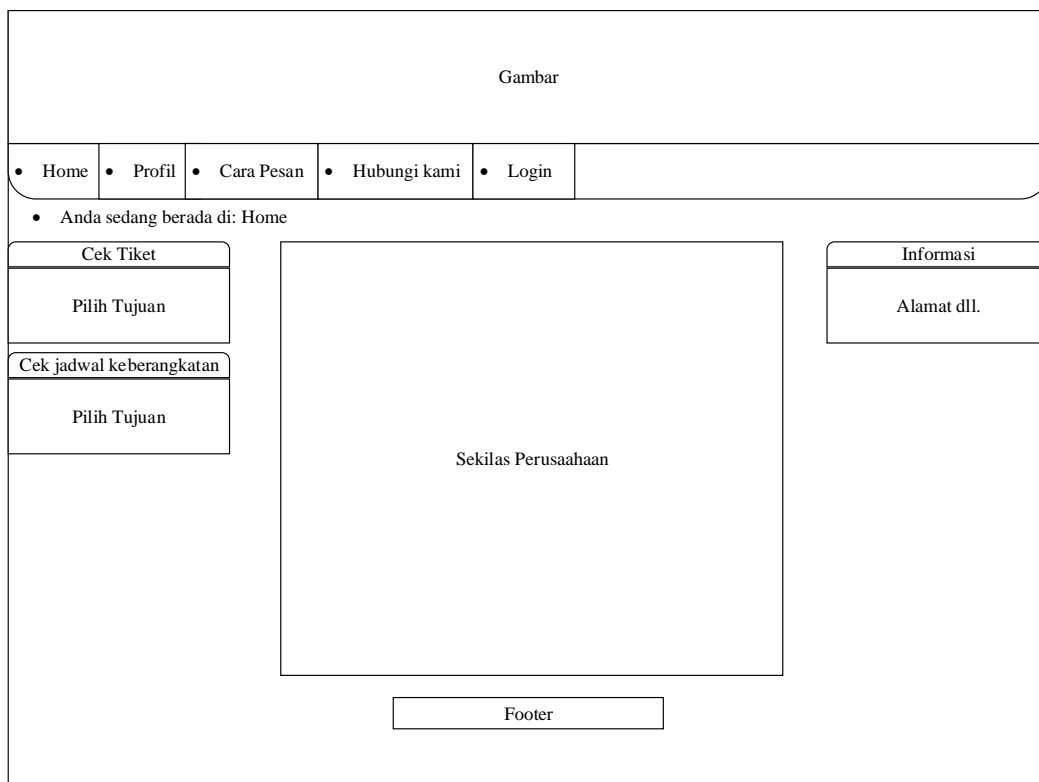 Gambar
• Home • Profil • Cara Pesan • Hubungi kami • Login
• Anda sedang berada di: Home
Cek Tiket
Pilih Tujuan
Cek jadwal keberangkatan
Pilih Tujuan
Sekilas Perusaahaan
Informasi
Alamat dll.
Footer